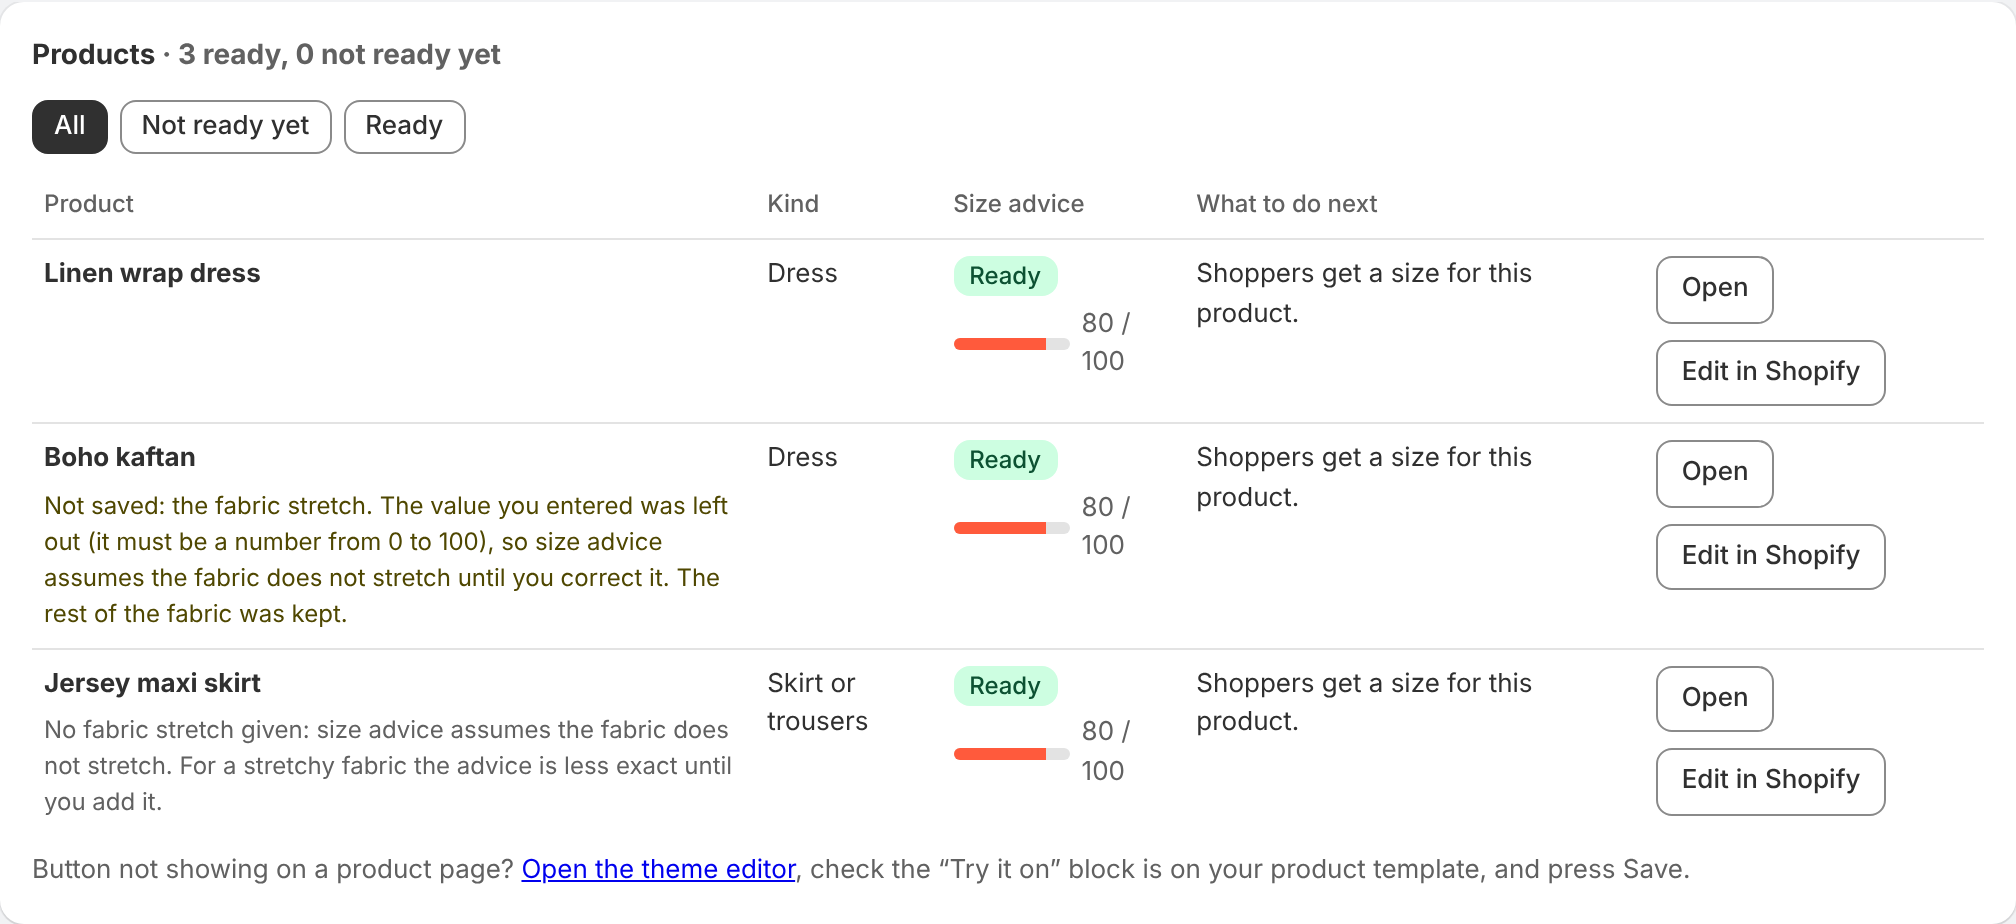 Products · 3 ready, 0 not ready yet
All
Not ready yet
Ready
Product
Kind
Size advice
What to do next
Linen wrap dress
Dress
Ready
80 /
100
Shoppers get a size for this
product.
Open
Edit in Shopify
Boho kaftan
Not saved: the fabric stretch. The value you entered was left
out (it must be a number from 0 to 100), so size advice
assumes the fabric does not stretch until you correct it. The
rest of the fabric was kept.
Dress
Ready
80 /
100
Shoppers get a size for this
product.
Open
Edit in Shopify
Jersey maxi skirt
No fabric stretch given: size advice assumes the fabric does
not stretch. For a stretchy fabric the advice is less exact until
you add it.
Skirt or
trousers
Ready
80 /
100
Shoppers get a size for this
product.
Open
Edit in Shopify
Button not showing on a product page? Open the theme editor, check the “Try it on” block is on your product template, and press Save.